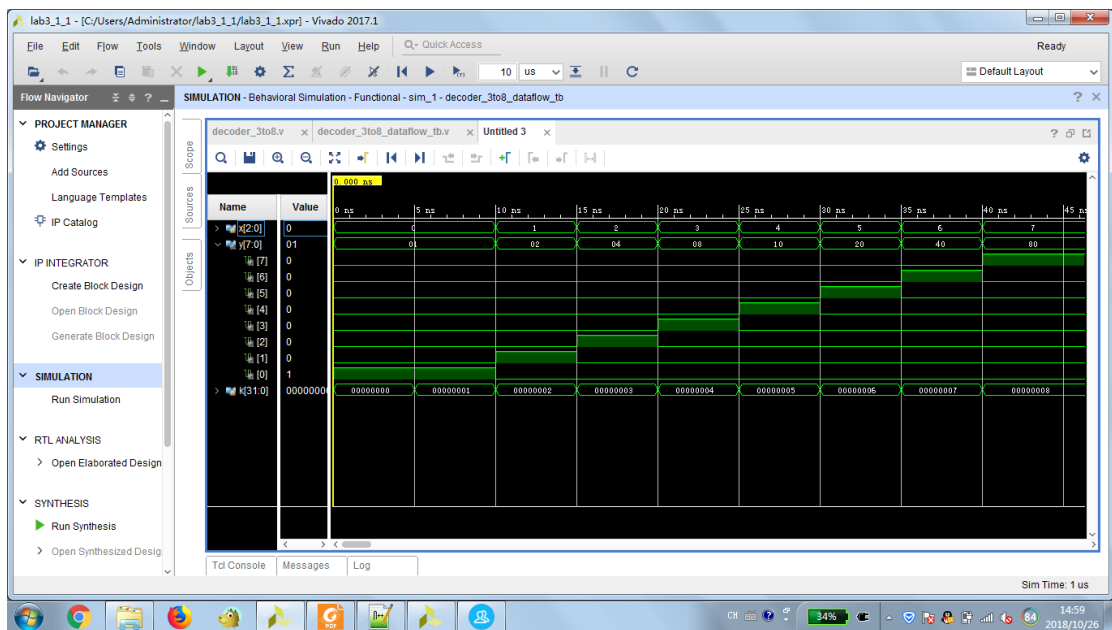 lab3_1_1 - [C:/Users/Administrator/lab3_1_1/lab3_1_1.xpr] - Vivado 2017.1
File Edit Flow Tools Window Layout View Run Help Quick Access Ready
10 us Default Layout
Flow Navigator SIMULATION - Behavioral Simulation - Functional - sim_1 - decoder_3to8_dataflow_tb
PROJECT MANAGER
Settings
Add Sources
Language Templates
IP Catalog
IP INTEGRATOR
Create Block Design
Open Block Design
Generate Block Design
SIMULATION
Run Simulation
RTL ANALYSIS
Open Elaborated Design
SYNTHESIS
Run Synthesis
Open Synthesized Desig
Scope
Sources
Objects
decoder_3to8.v decoder_3to8_dataflow_tb.v Untitled 3
0.000 ns
Name Value 0 ns 5 ns 10 ns 15 ns 20 ns 25 ns 30 ns 35 ns 40 ns 45 ns
x[2:0] 0 0 1 2 3 4 5 6 7
y[7:0] 01 01 02 04 08 10 20 40 80
[7] 0
[6] 0
[5] 0
[4] 0
[3] 0
[2] 0
[1] 0
[0] 1
k[31:0] 00000000 00000000 00000001 00000002 00000003 00000004 00000005 00000006 00000007 00000008
Tcl Console Messages Log
Sim Time: 1 us
CH 34% 84 14:59
2018/10/26